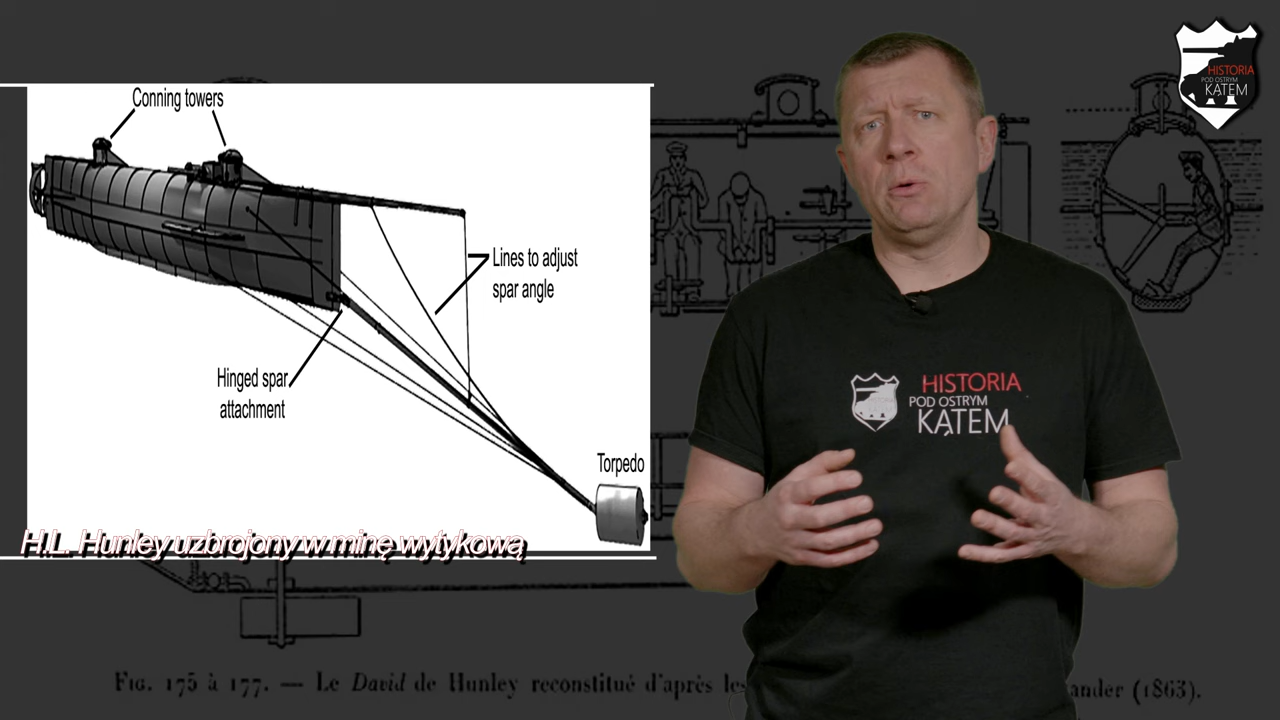 Conning towers
Lines to adjust
spar angle
Hinged spar
attachment
Torpedo
H.L. Hunley uzbrojony w minę wytykową
HISTORIA
POD OSTRYM
KĄTEM
HISTORIA
POD OSTRYM
KĄTEM
Fig. 175 à 177. — Le David de Hunley reconstitué d'après les
ander (1863).